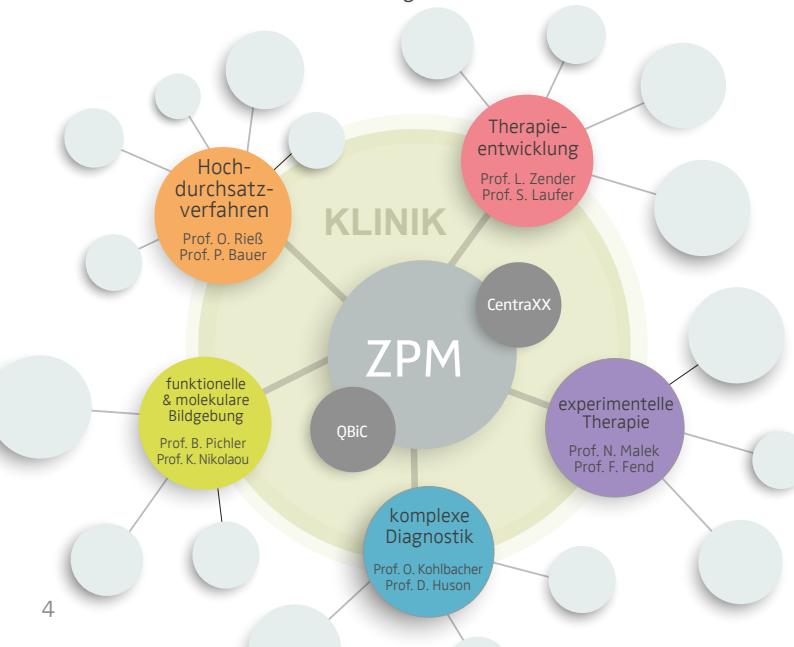 Therapie-
entwicklung
Prof. L. Zender
Prof. S. Laufer
Hoch-
durchsatz-
verfahren
Prof. O. Rieß
Prof. P. Bauer
KLINIK
CentraXX
ZPM
QBiC
funktionelle
& molekulare
Bildgebung
Prof. B. Pichler
Prof. K. Nikolaou
experimentelle
Therapie
Prof. N. Malek
Prof. F. Fend
komplexe
Diagnostik
Prof. O. Kohlbacher
Prof. D. Huson
4